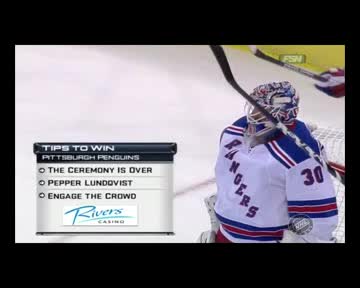 FSN
TIPS TO WIN
PITTSBURGH PENGUINS
THE CEREMONY IS OVER
PEPPER LUNDQVIST
ENGAGE THE CROWD
Rivers
CASINO
RANGERS
30